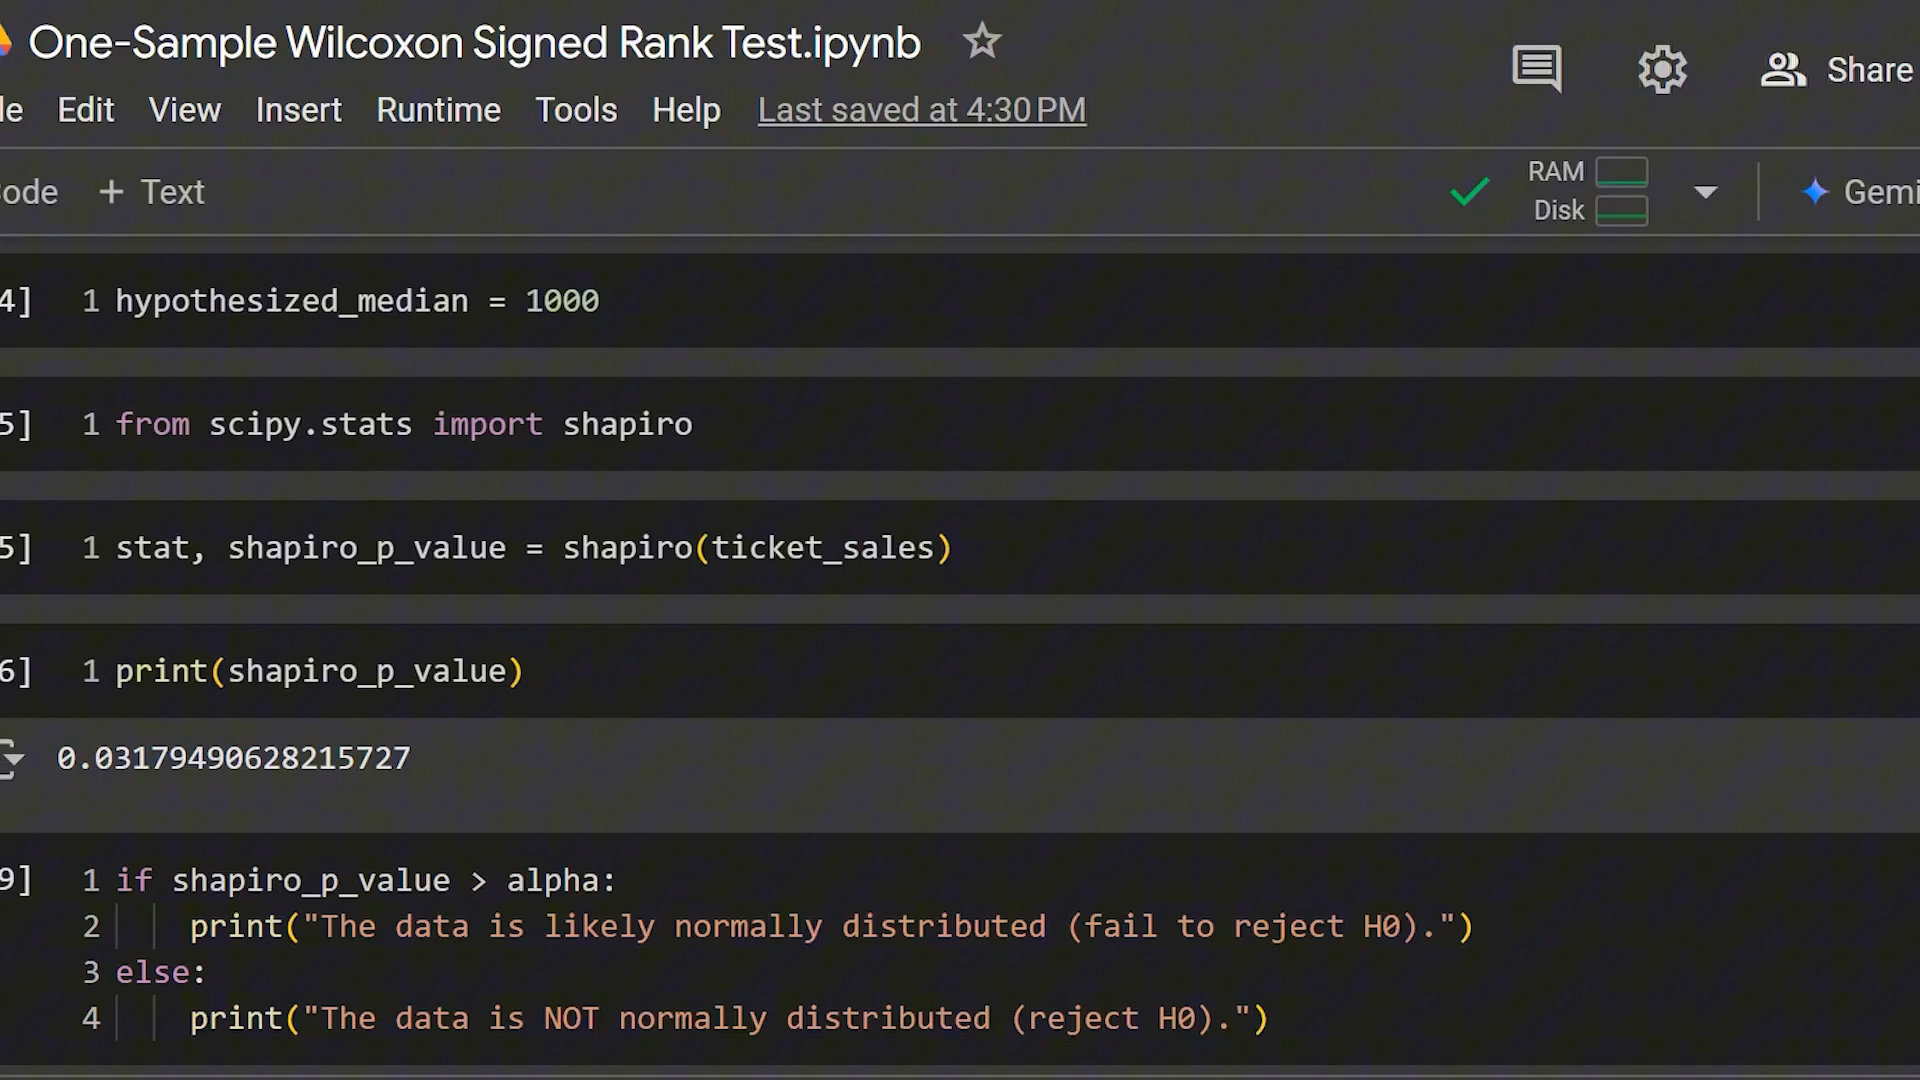 One-Sample Wilcoxon Signed Rank Test.ipynb
Share
le Edit View Insert Runtime Tools Help Last saved at 4:30 PM
ode + Text
RAM
Disk
Gemi
4] 1 hypothesized_median = 1000
5] 1 from scipy.stats import shapiro
5] 1 stat, shapiro_p_value = shapiro(ticket_sales)
6] 1 print(shapiro_p_value)
0.03179490628215727
9] 1 if shapiro_p_value > alpha:
2 print("The data is likely normally distributed (fail to reject H0).")
3 else:
4 print("The data is NOT normally distributed (reject H0).")